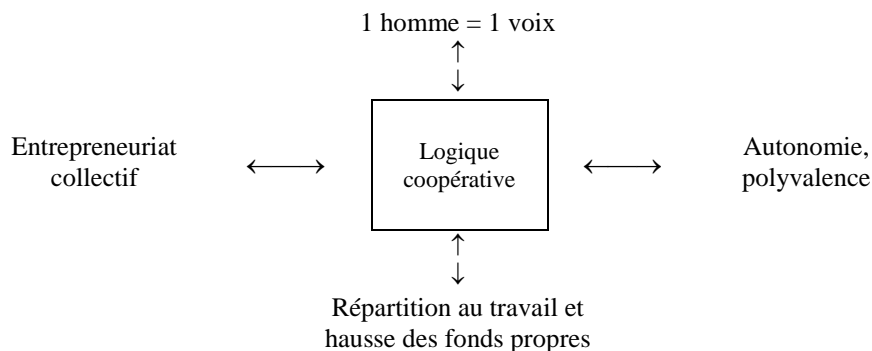 1 homme = 1 voix
Entrepreneuriat
collectif
Logique
coopérative
Autonomie,
polyvalence
Répartition au travail et
hausse des fonds propres